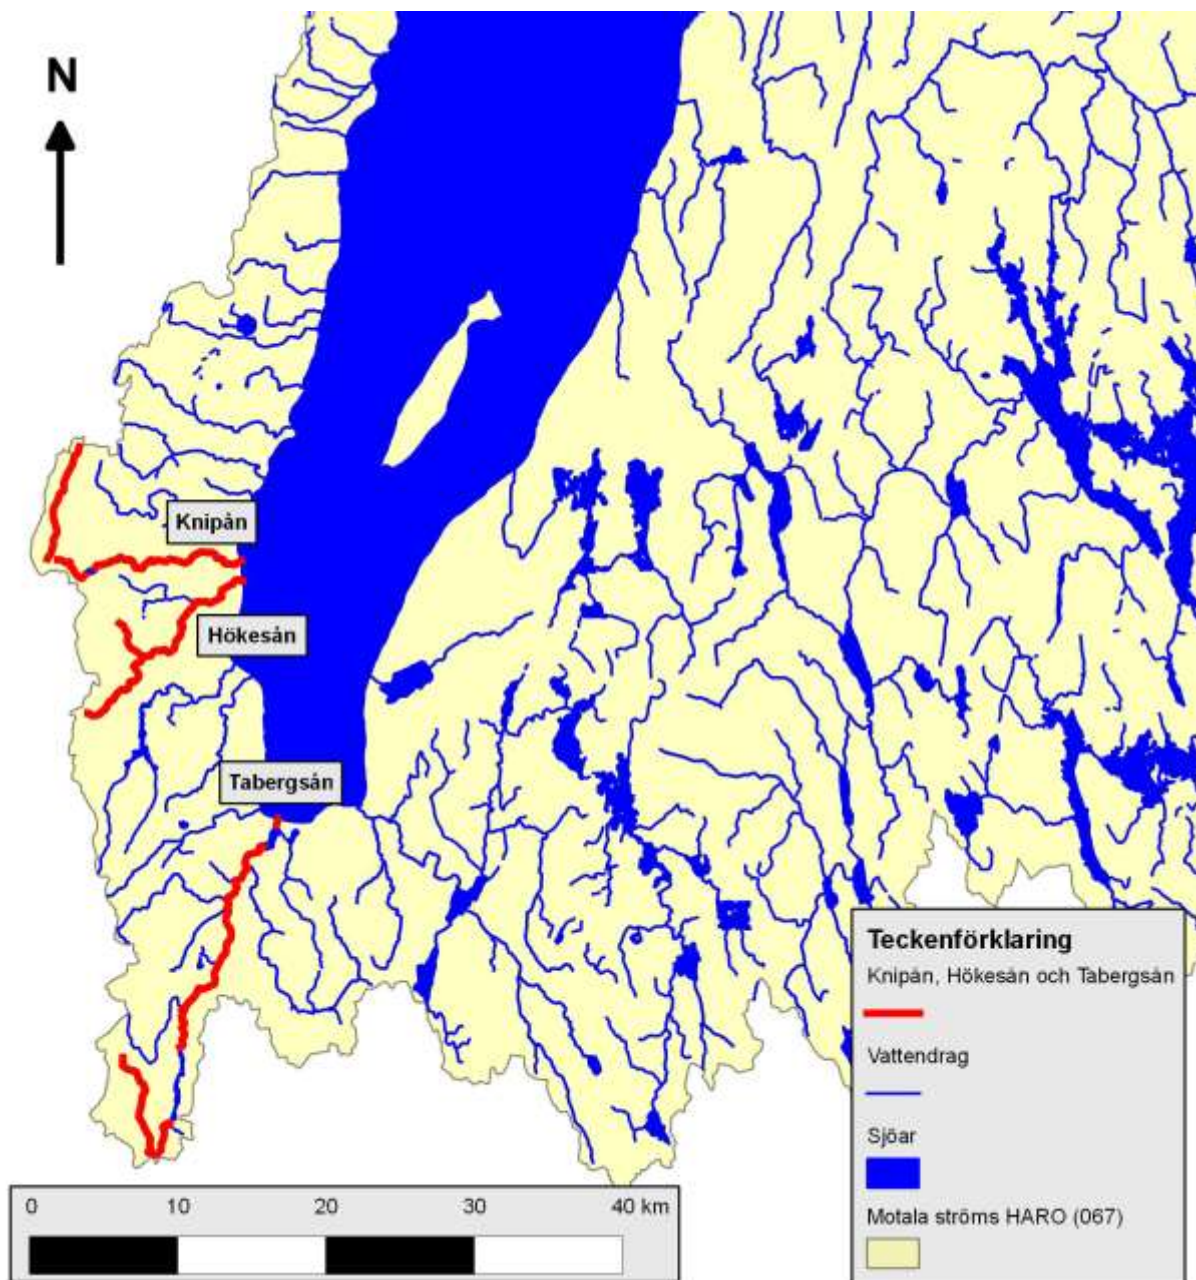 N
Knipån
Hökesån
Tabergsån
Teckenförklaring
Knipån, Hökesån och Tabergsån
Vattendrag
Sjöar
Motala ströms HARO (067)
0 10 20 30 40 km